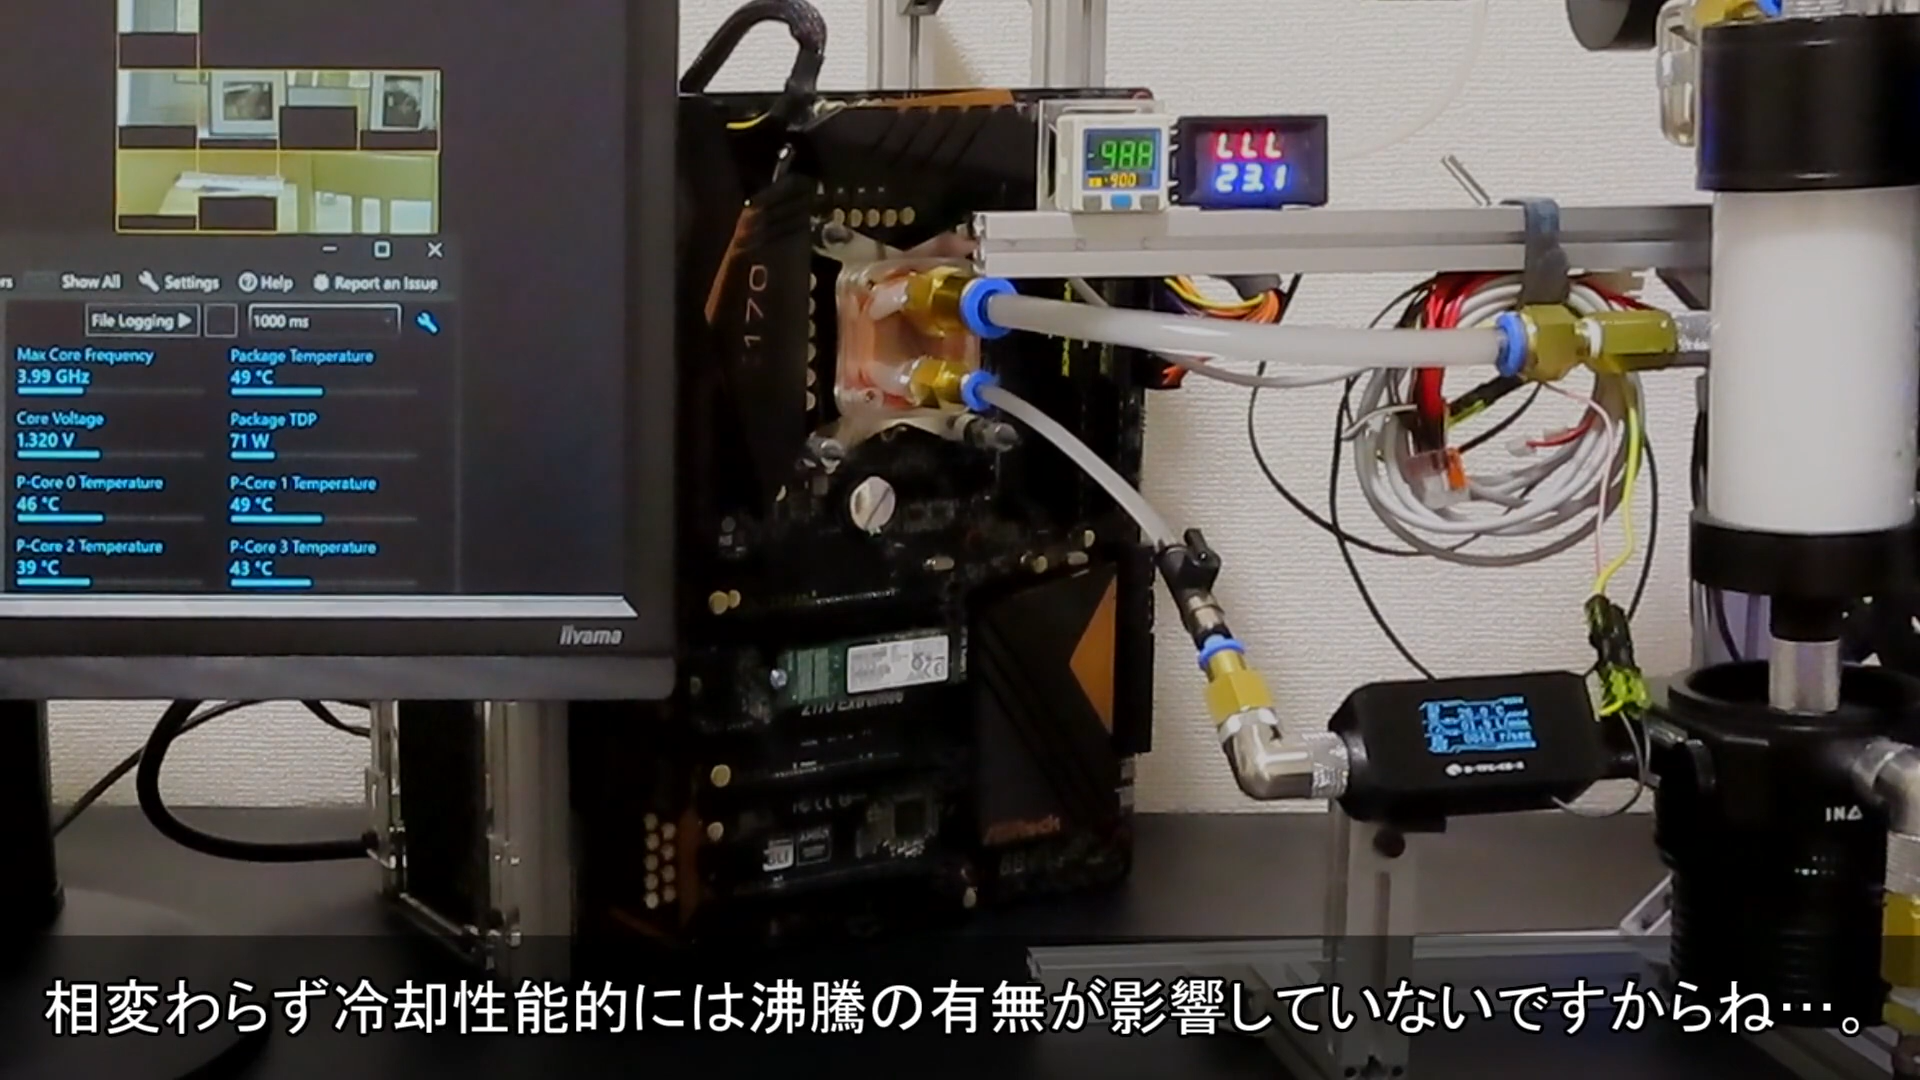 Show All Settings Help Report an Issue
File Logging 1000 ms
Max Core Frequency
3.99 GHz
Package Temperature
49 °C
Core Voltage
1.320 V
Package TDP
71 W
P-Core 0 Temperature
46 °C
P-Core 1 Temperature
49 °C
P-Core 2 Temperature
39 °C
P-Core 3 Temperature
43 °C
iiyama
-988
-900
LLL
23.1
Z170 Extreme6
IN
相変わらず冷却性能的には沸騰の有無が影響していないですからね…。